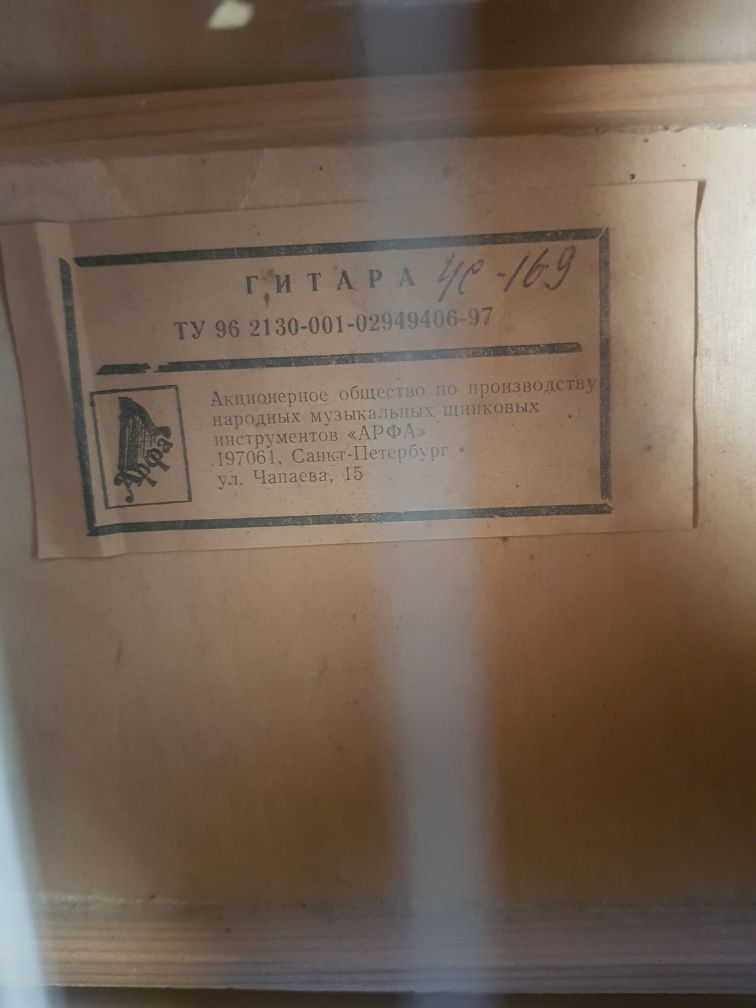 ГИТАРА ЧС-169
ТУ 96 2130-001-02949406-97
Акционерное общество по производству
народных музыкальных щипковых
инструментов «АРФА»
197061, Санкт-Петербург
ул. Чапаева, 15